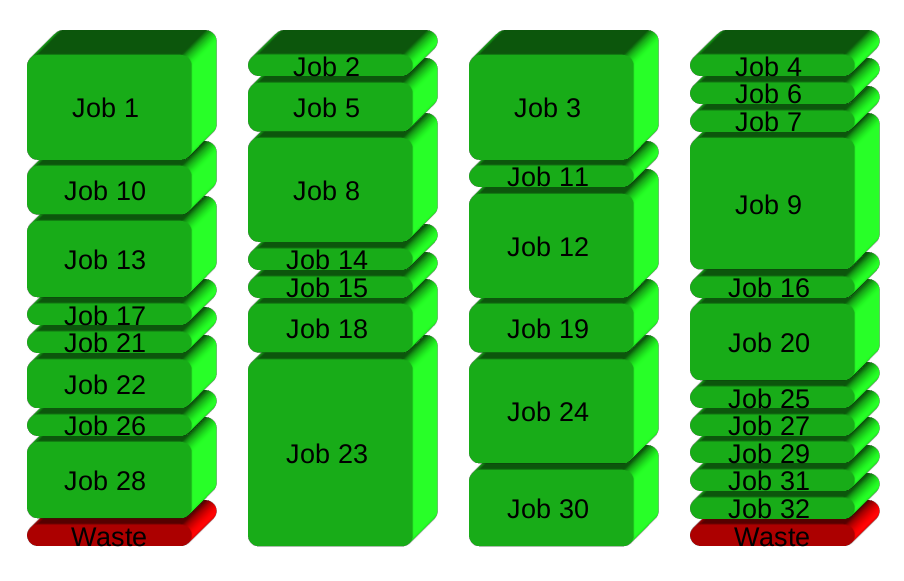 Job 1
Job 10
Job 13
Job 17
Job 21
Job 22
Job 26
Job 28
Waste
Job 2
Job 5
Job 8
Job 14
Job 15
Job 18
Job 23
Job 3
Job 11
Job 12
Job 19
Job 24
Job 30
Job 4
Job 6
Job 7
Job 9
Job 16
Job 20
Job 25
Job 27
Job 29
Job 31
Job 32
Waste